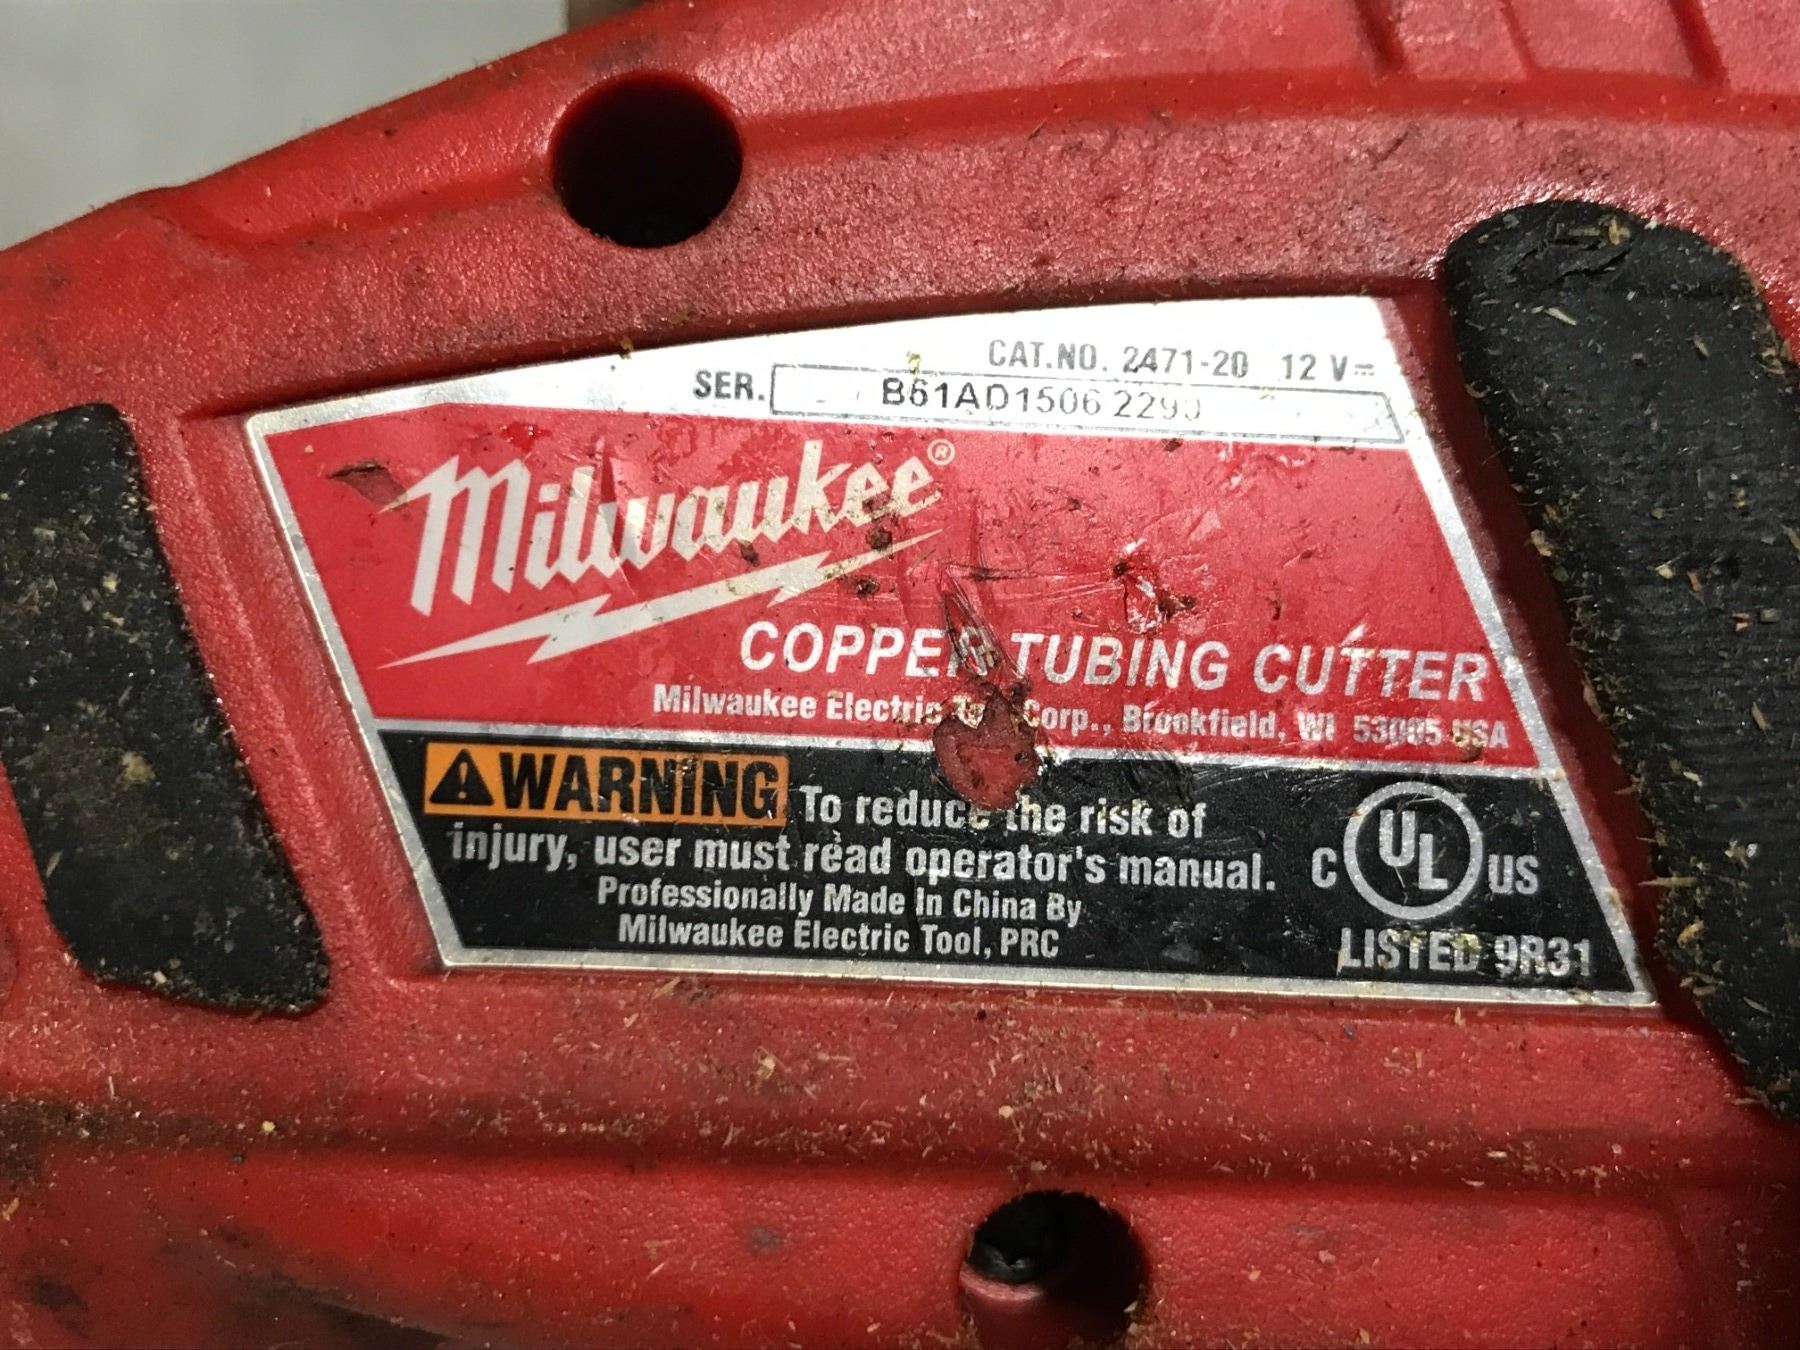 CAT.NO. 2471-20 12 V⎓
SER. B61AD1506
Milwaukee®
COPPER TUBING CUTTER
Milwaukee Electric Corp., Brookfield, WI 53005 USA
⚠WARNING To reduce the risk of
injury, user must read operator's manual.
Professionally Made In China By
Milwaukee Electric Tool, PRC
C UL US
LISTED 9R31